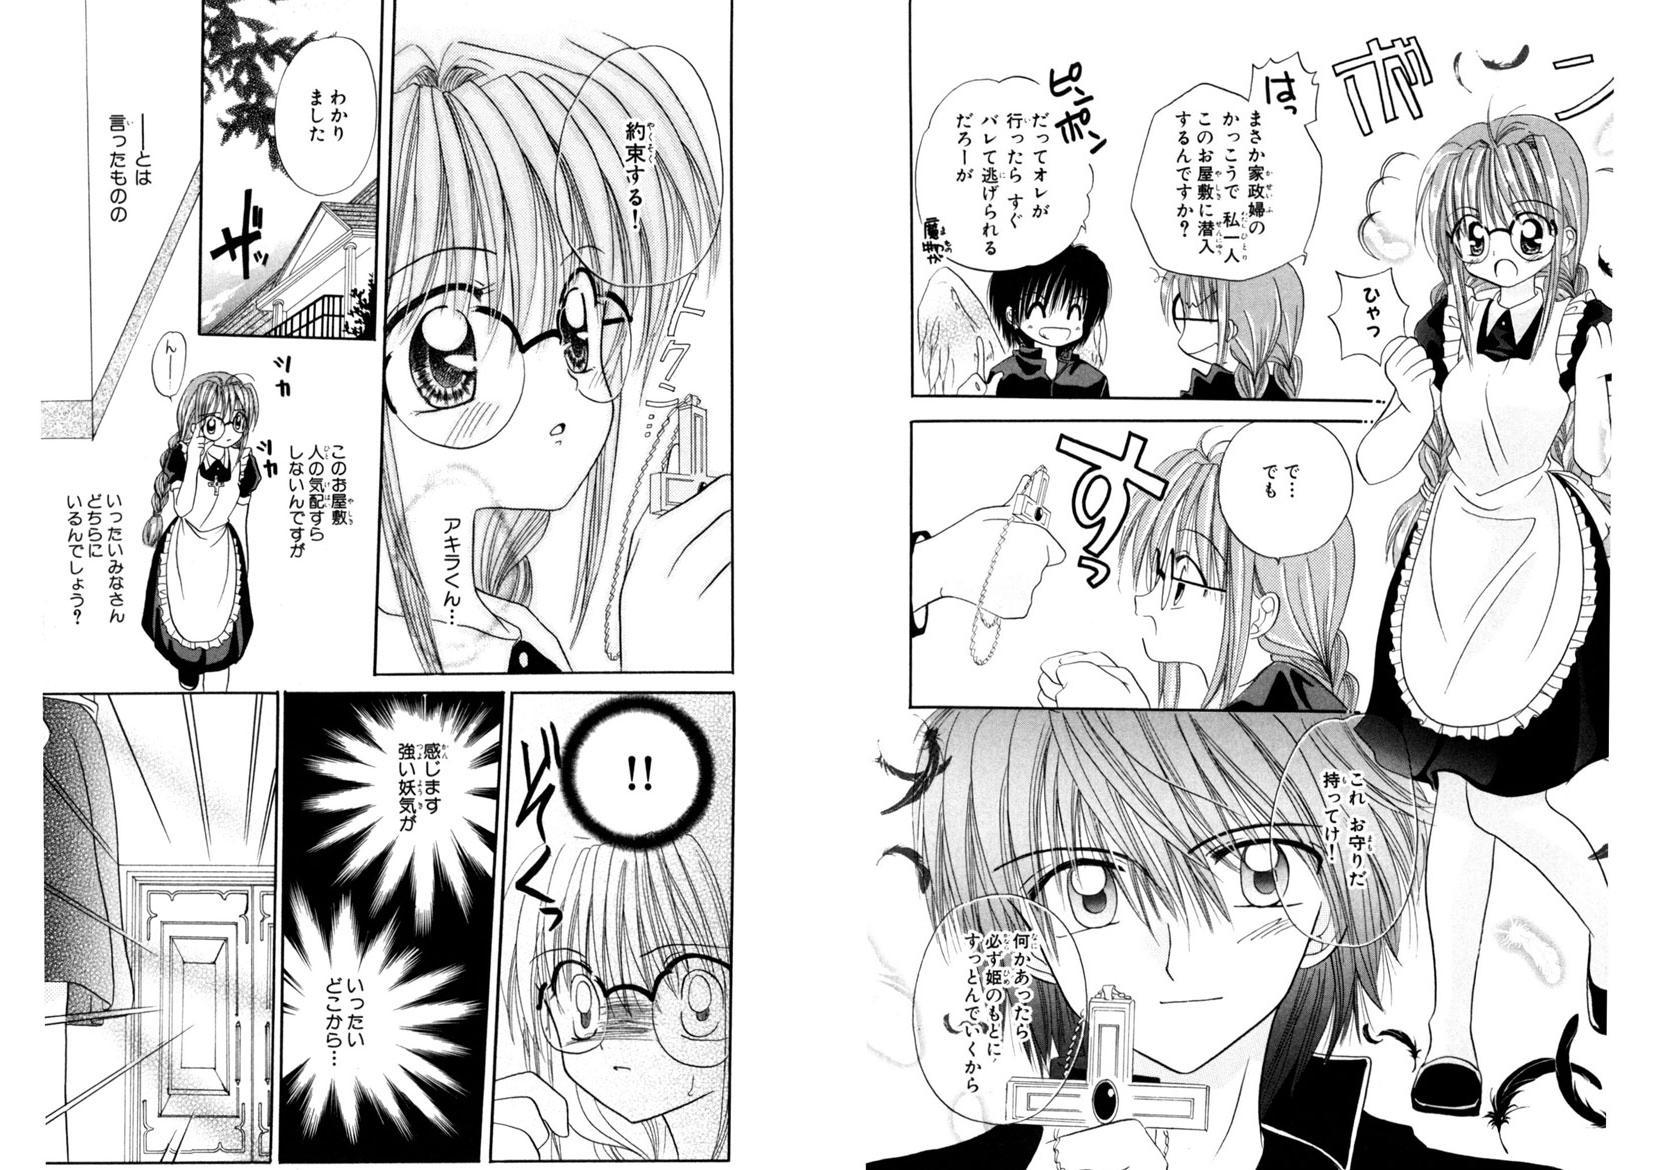 ボン
ひゃっ
はっ
まさか家政婦の
かっこうで 私一人
このお屋敷に潜入
するんですか?
ピンポン
だってオレが
行ったら すぐ
バレて逃げられる
だろーが
で…
でも
すっ
これ お守りだ
持ってけ!
何かあったら
必ず姫のもとに
すっとんでいくから
約束する!
トクン…
アキラくん…
わかり
ました
ザッ
――とは
言ったものの
んー
ツカ
ツカ
このお屋敷
人の気配すら
しないんですが
いったいみなさん
どちらに
いるんでしょう?
!!
ぞくっ
感じます
強い妖気が
いったい
どこから…